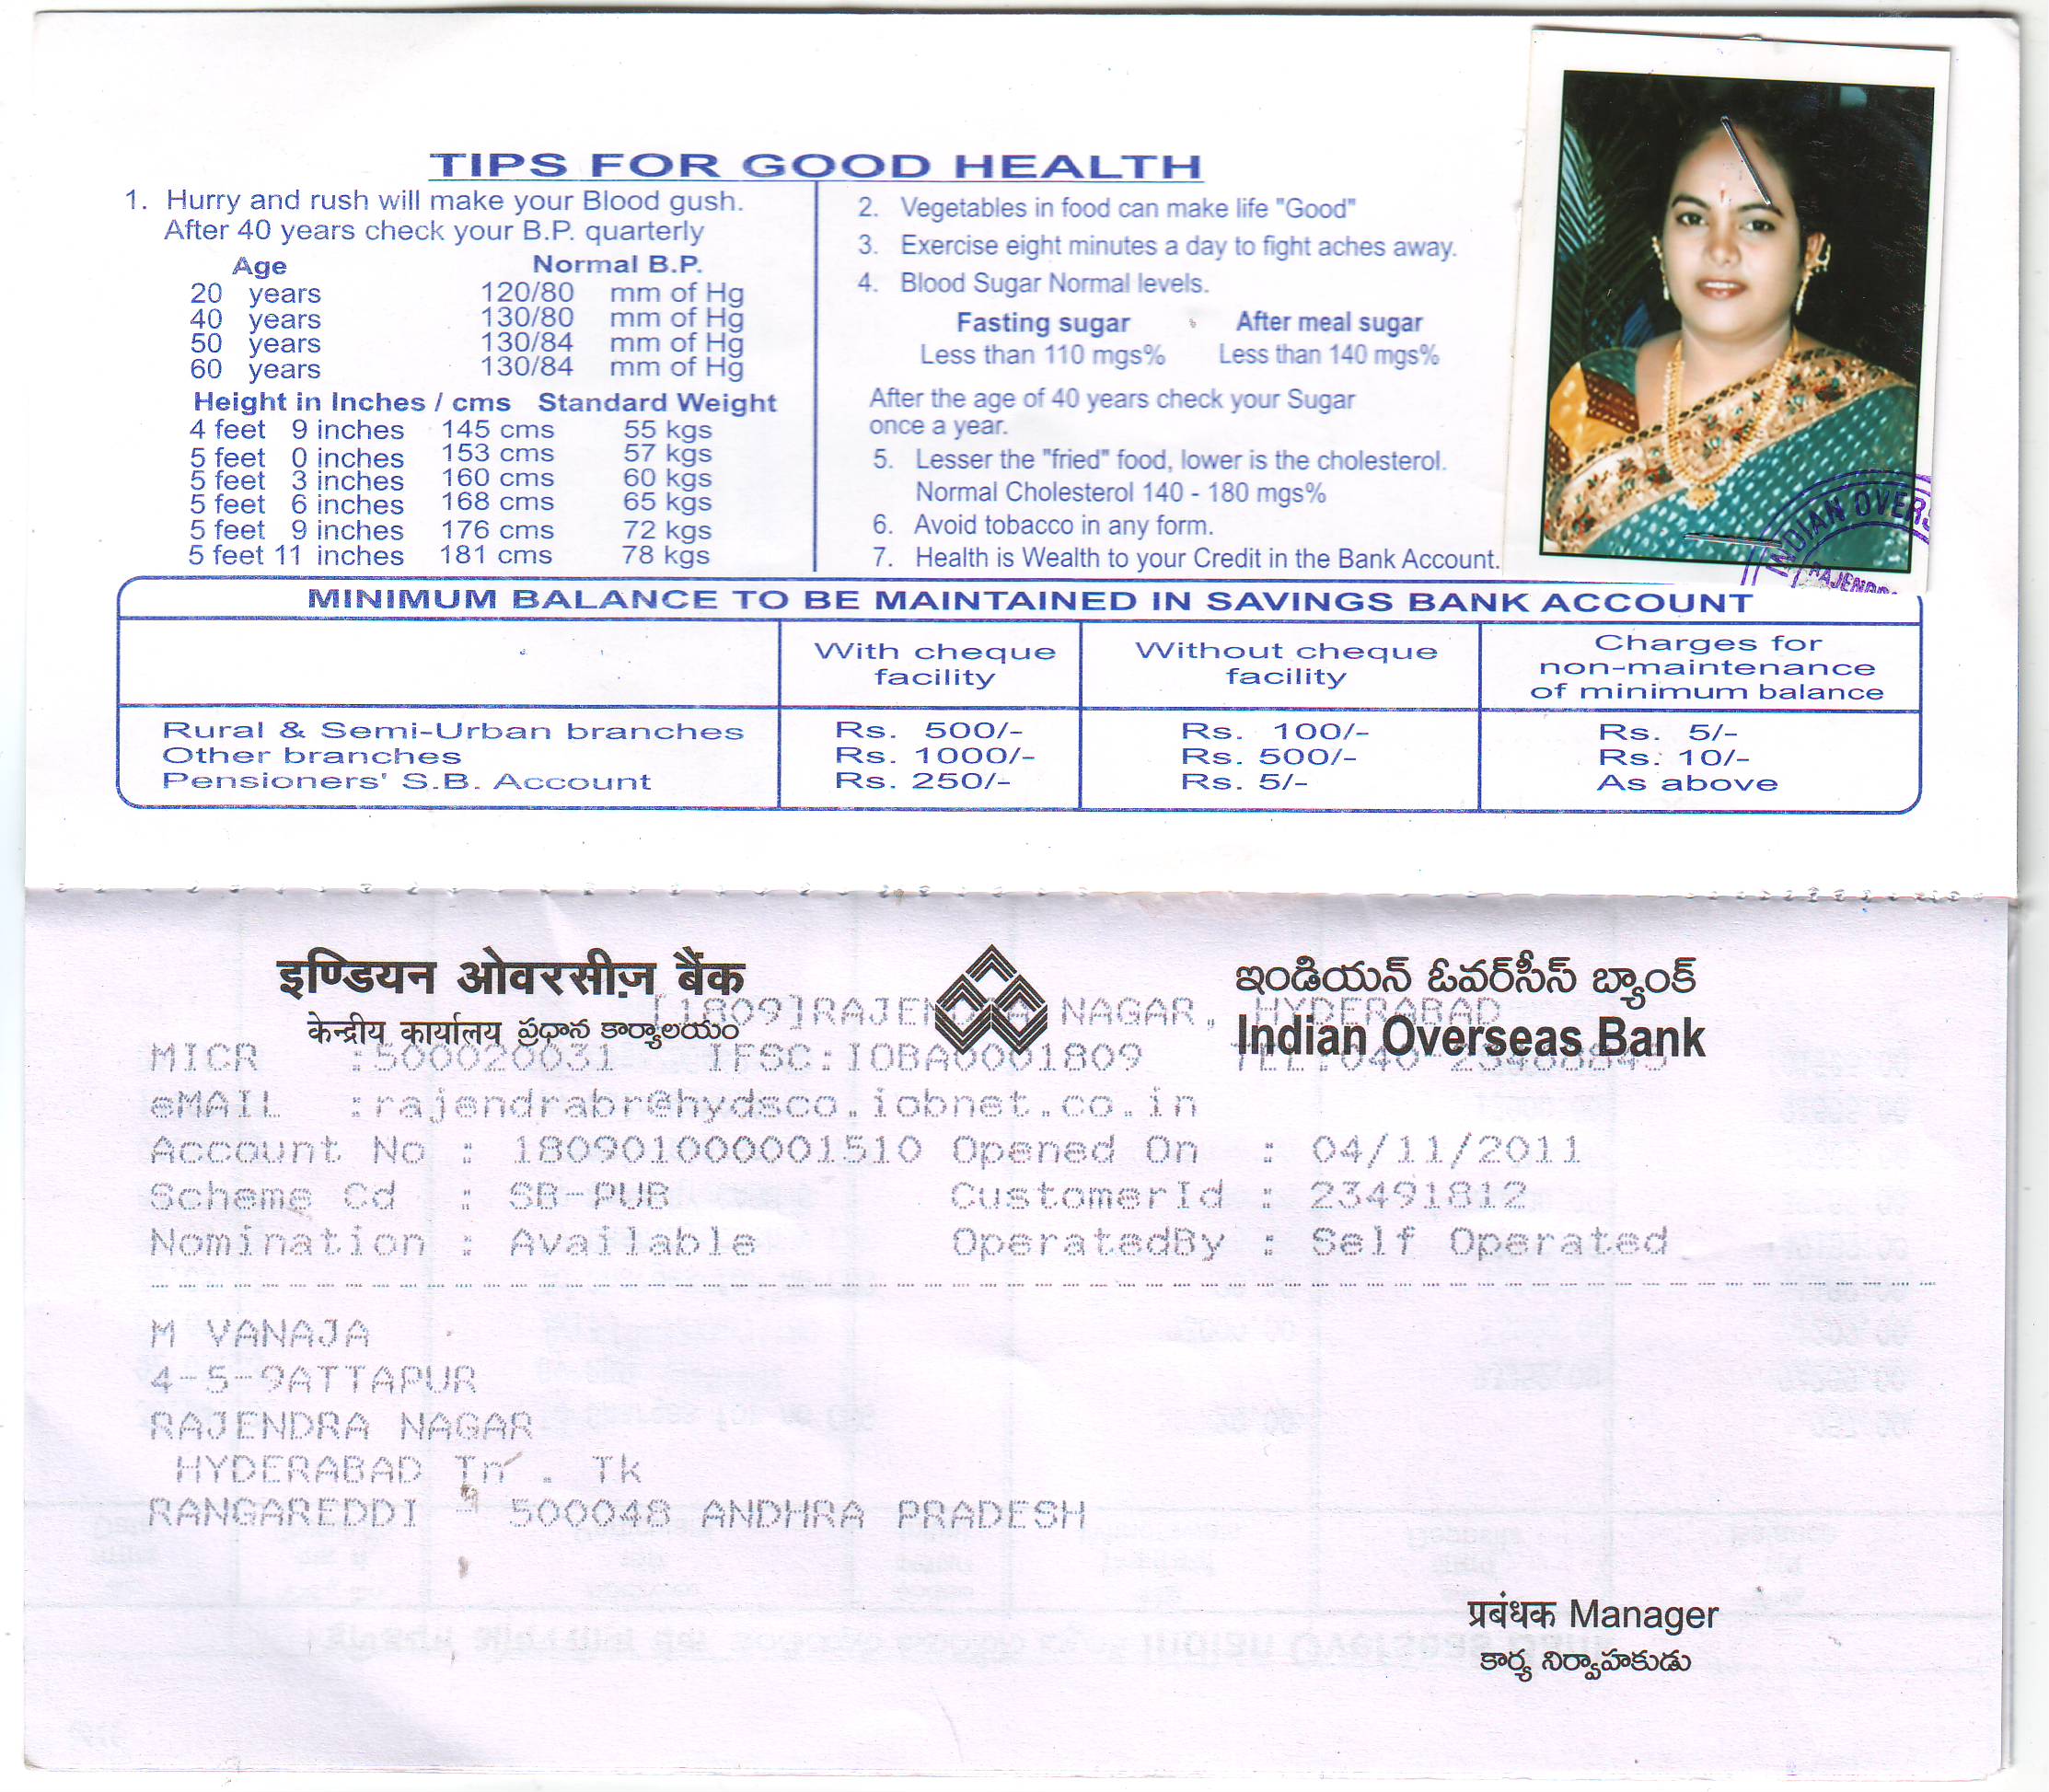 TIPS FOR GOOD HEALTH
1. Hurry and rush will make your Blood gush.
After 40 years check your B.P. quarterly
Age Normal B.P.
20 years 120/80 mm of Hg
40 years 130/80 mm of Hg
50 years 130/84 mm of Hg
60 years 130/84 mm of Hg
Height in Inches / cms Standard Weight
4 feet 9 inches 145 cms 55 kgs
5 feet 0 inches 153 cms 57 kgs
5 feet 3 inches 160 cms 60 kgs
5 feet 6 inches 168 cms 65 kgs
5 feet 9 inches 176 cms 72 kgs
5 feet 11 inches 181 cms 78 kgs
2. Vegetables in food can make life "Good"
3. Exercise eight minutes a day to fight aches away.
4. Blood Sugar Normal levels.
Fasting sugar After meal sugar
Less than 110 mgs% Less than 140 mgs%
After the age of 40 years check your Sugar
once a year.
5. Lesser the "fried" food, lower is the cholesterol.
Normal Cholesterol 140 - 180 mgs%
6. Avoid tobacco in any form.
7. Health is Wealth to your Credit in the Bank Account.
INDIAN OVERS
RAJENDR
MINIMUM BALANCE TO BE MAINTAINED IN SAVINGS BANK ACCOUNT
With cheque facility Without cheque facility Charges for non-maintenance of minimum balance
Rural & Semi-Urban branches Rs. 500/- Rs. 100/- Rs. 5/-
Other branches Rs. 1000/- Rs. 500/- Rs. 10/-
Pensioners' S.B. Account Rs. 250/- Rs. 5/- As above
इण्डियन ओवरसीज़ बैंक ఇండియన్ ఓవర్‌సీస్ బ్యాంక్
[1809]RAJENDRA NAGAR, HYDERABAD
केन्द्रीय कार्यालय ప్రధాన కార్యాలయం Indian Overseas Bank
MICR :500020031 IFSC:IOBA0001809 TEL:040
eMAIL :rajendrabr@hydsco.iobnet.co.in
Account No : 180901000001510 Opened On : 04/11/2011
Scheme Cd : SB-PUB CustomerId : 23491812
Nomination : Available OperatedBy : Self Operated
M VANAJA
4-5-9ATTAPUR
RAJENDRA NAGAR
HYDERABAD Tn . Tk
RANGAREDDI - 500048 ANDHRA PRADESH
प्रबंधक Manager
కార్య నిర్వాహకుడు